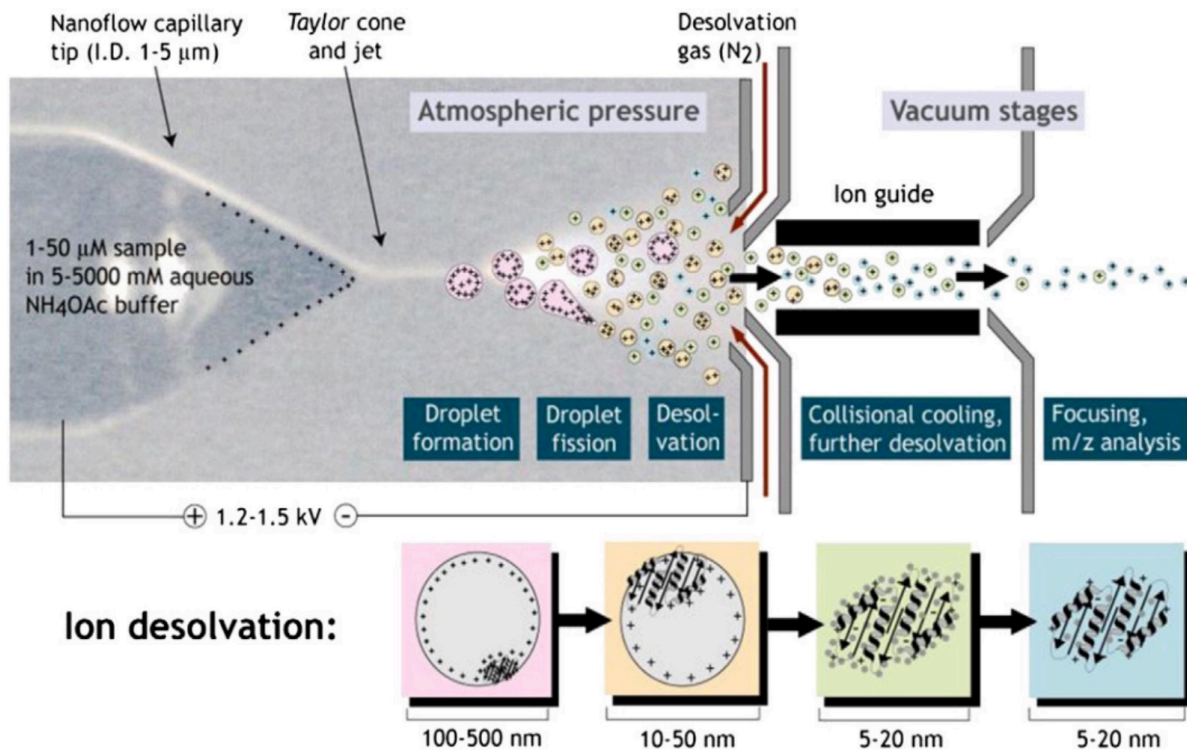 Nanoflow capillary
tip (I.D. 1-5 μm)
Taylor cone
and jet
Desolvation
gas (N2)
Atmospheric pressure
Vacuum stages
Ion guide
1-50 μM sample
in 5-5000 mM aqueous
NH4OAc buffer
Droplet
formation
Droplet
fission
Desol-
vation
Collisional cooling,
further desolvation
Focusing,
m/z analysis
+ 1.2-1.5 kV −
Ion desolvation:
100-500 nm
10-50 nm
5-20 nm
5-20 nm